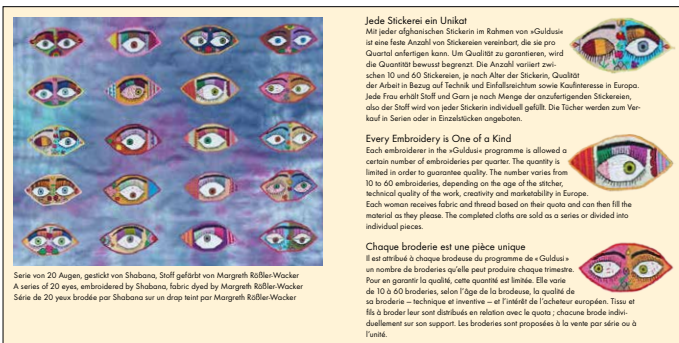 Serie von 20 Augen, gestickt von Shabana, Stoff gefärbt von Margreth Rößler-Wacker
A series of 20 eyes, embroidered by Shabana, fabric dyed by Margreth Rößler-Wacker
Série de 20 yeux brodée par Shabana sur un drap teint par Margreth Rößler-Wacker
Jede Stickerei ein Unikat
Mit jeder afghanischen Stickerin im Rahmen von »Guldusi«
ist eine feste Anzahl von Stickereien vereinbart, die sie pro
Quartal anfertigen kann. Um Qualität zu garantieren, wird
die Quantität bewusst begrenzt. Die Anzahl variiert zwi-
schen 10 und 60 Stickereien, je nach Alter der Stickerin, Qualität
der Arbeit in Bezug auf Technik und Einfallsreichtum sowie Kaufinteresse in Europa.
Jede Frau erhält Stoff und Garn je nach Menge der anzufertigenden Stickereien,
also der Stoff wird von jeder Stickerin individuell gefüllt. Die Tücher werden zum Ver-
kauf in Serien oder in Einzelstücken angeboten.
Every Embroidery is One of a Kind
Each embroiderer in the »Guldusi« programme is allowed a
certain number of embroideries per quarter. The quantity is
limited in order to guarantee quality. The number varies from
10 to 60 embroideries, depending on the age of the stitcher,
technical quality of the work, creativity and marketability in Europe.
Each woman receives fabric and thread based on their quota and can then fill the
material as they please. The completed cloths are sold as a series or divided into
individual pieces.
Chaque broderie est une pièce unique
Il est attribué à chaque brodeuse du programme de « Guldusi »
un nombre de broderies qu'elle peut produire chaque trimestre.
Pour en garantir la qualité, cette quantité est limitée. Elle varie
de 10 à 60 broderies, selon l'âge de la brodeuse, la qualité de
sa broderie – technique et inventive – et l'intérêt de l'acheteur européen. Tissu et
fils à broder leur sont distribués en relation avec le quota ; chacune brode indivi-
duellement sur son support. Les broderies sont proposées à la vente par série ou à
l'unité.